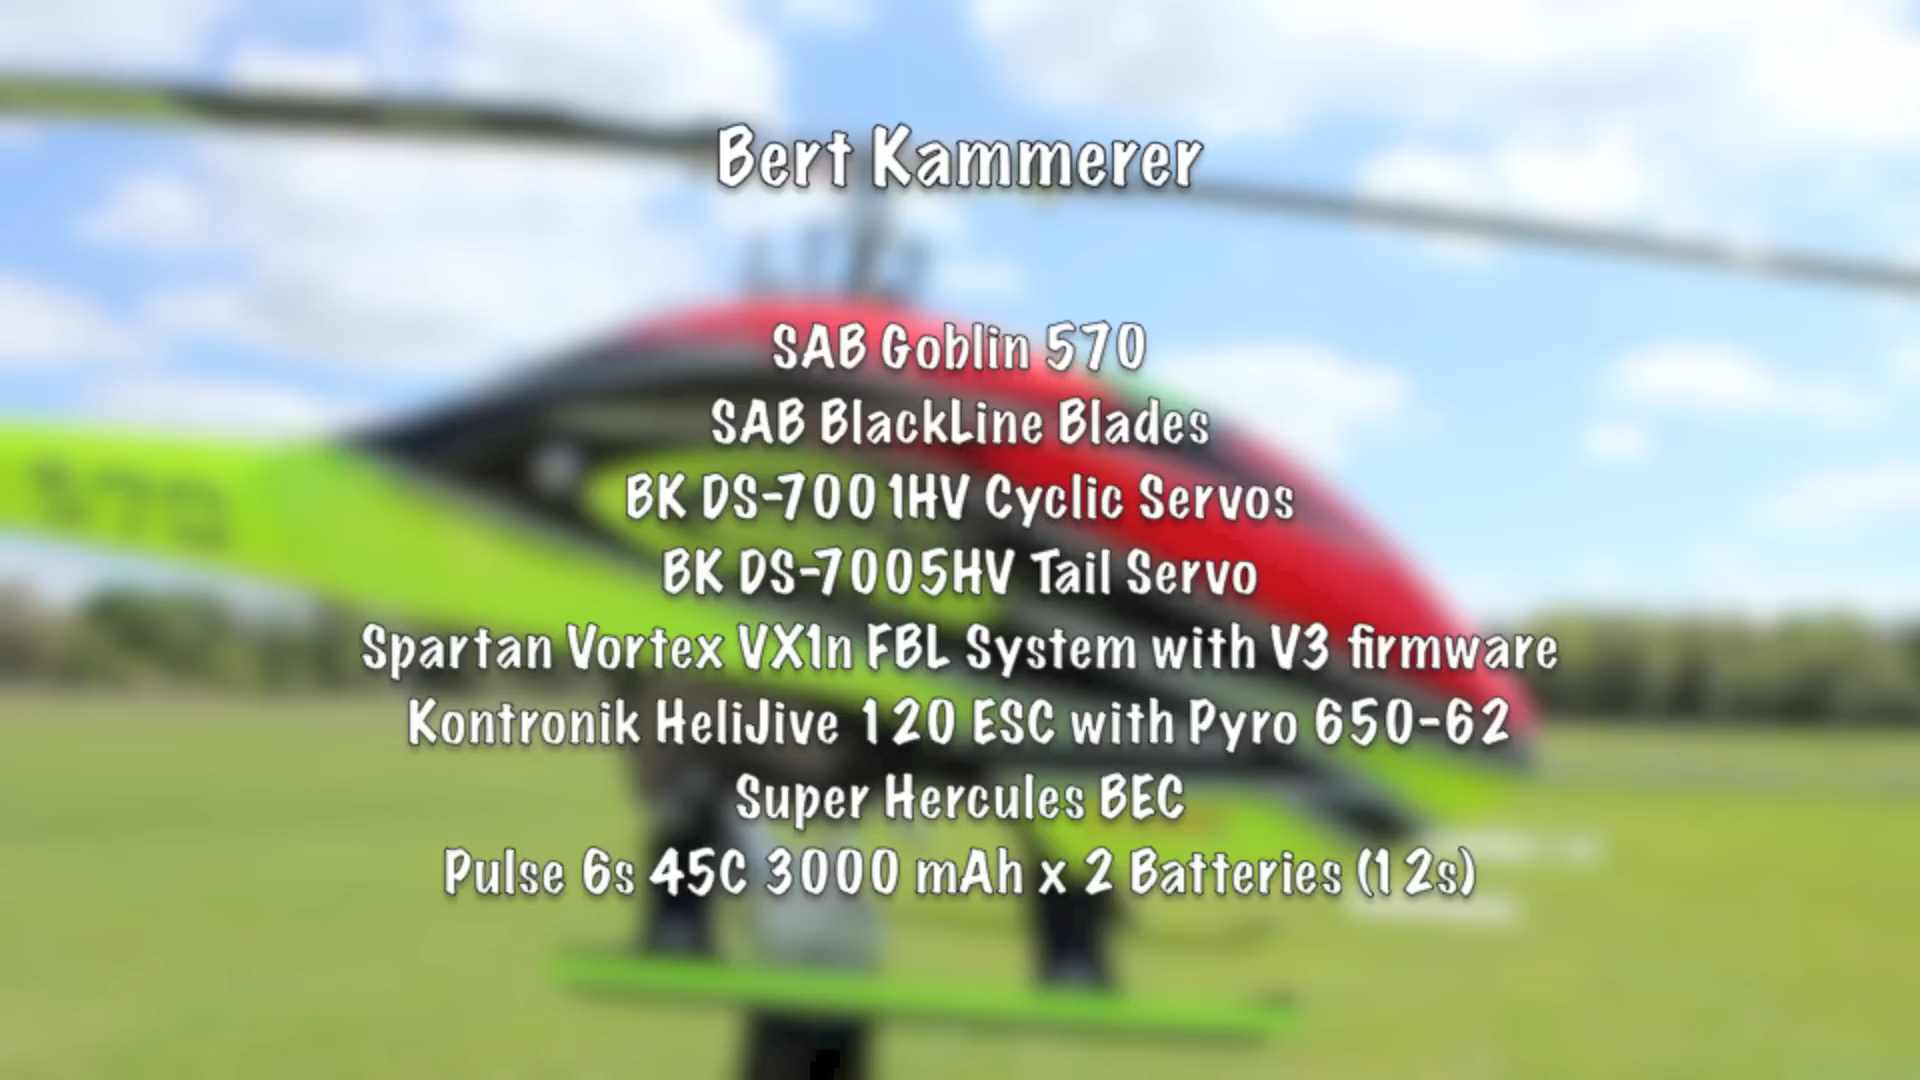 Bert Kammerer
SAB Goblin 570
SAB BlackLine Blades
BK DS-7001HV Cyclic Servos
BK DS-7005HV Tail Servo
Spartan Vortex VX1n FBL System with V3 firmware
Kontronik HeliJive 120 ESC with Pyro 650-62
Super Hercules BEC
Pulse 6s 45C 3000 mAh x 2 Batteries (12s)
570